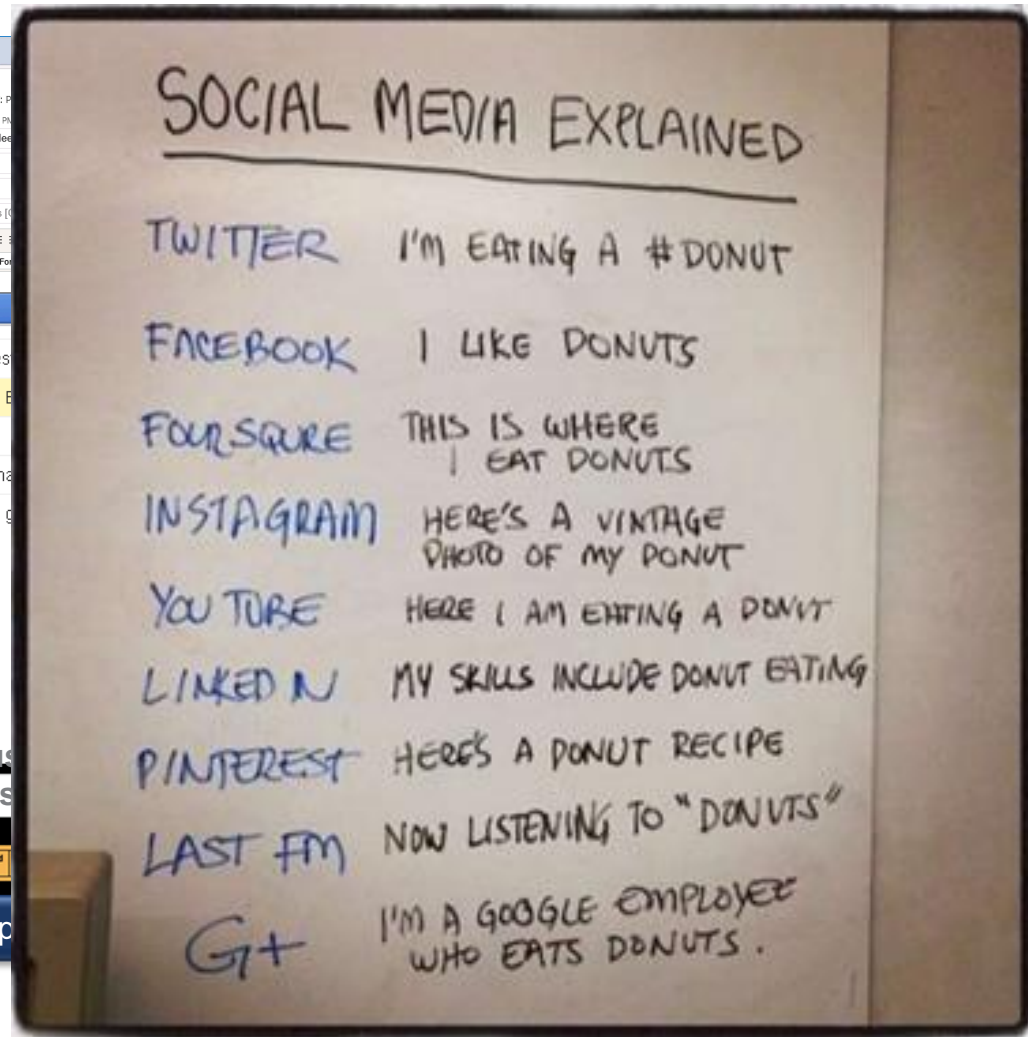 SOCIAL MEDIA EXPLAINED
TWITTER I'M EATING A #DONUT
FACEBOOK I LIKE DONUTS
FOURSQURE THIS IS WHERE
I EAT DONUTS
INSTAGRAM HERE'S A VINTAGE
PHOTO OF MY DONUT
YOU TUBE HERE I AM EATING A DONUT
LINKED IN MY SKILLS INCLUDE DONUT EATING
PINTEREST HERE'S A DONUT RECIPE
LAST FM NOW LISTENING TO "DONUTS"
G+ I'M A GOOGLE EMPLOYEE
WHO EATS DONUTS.